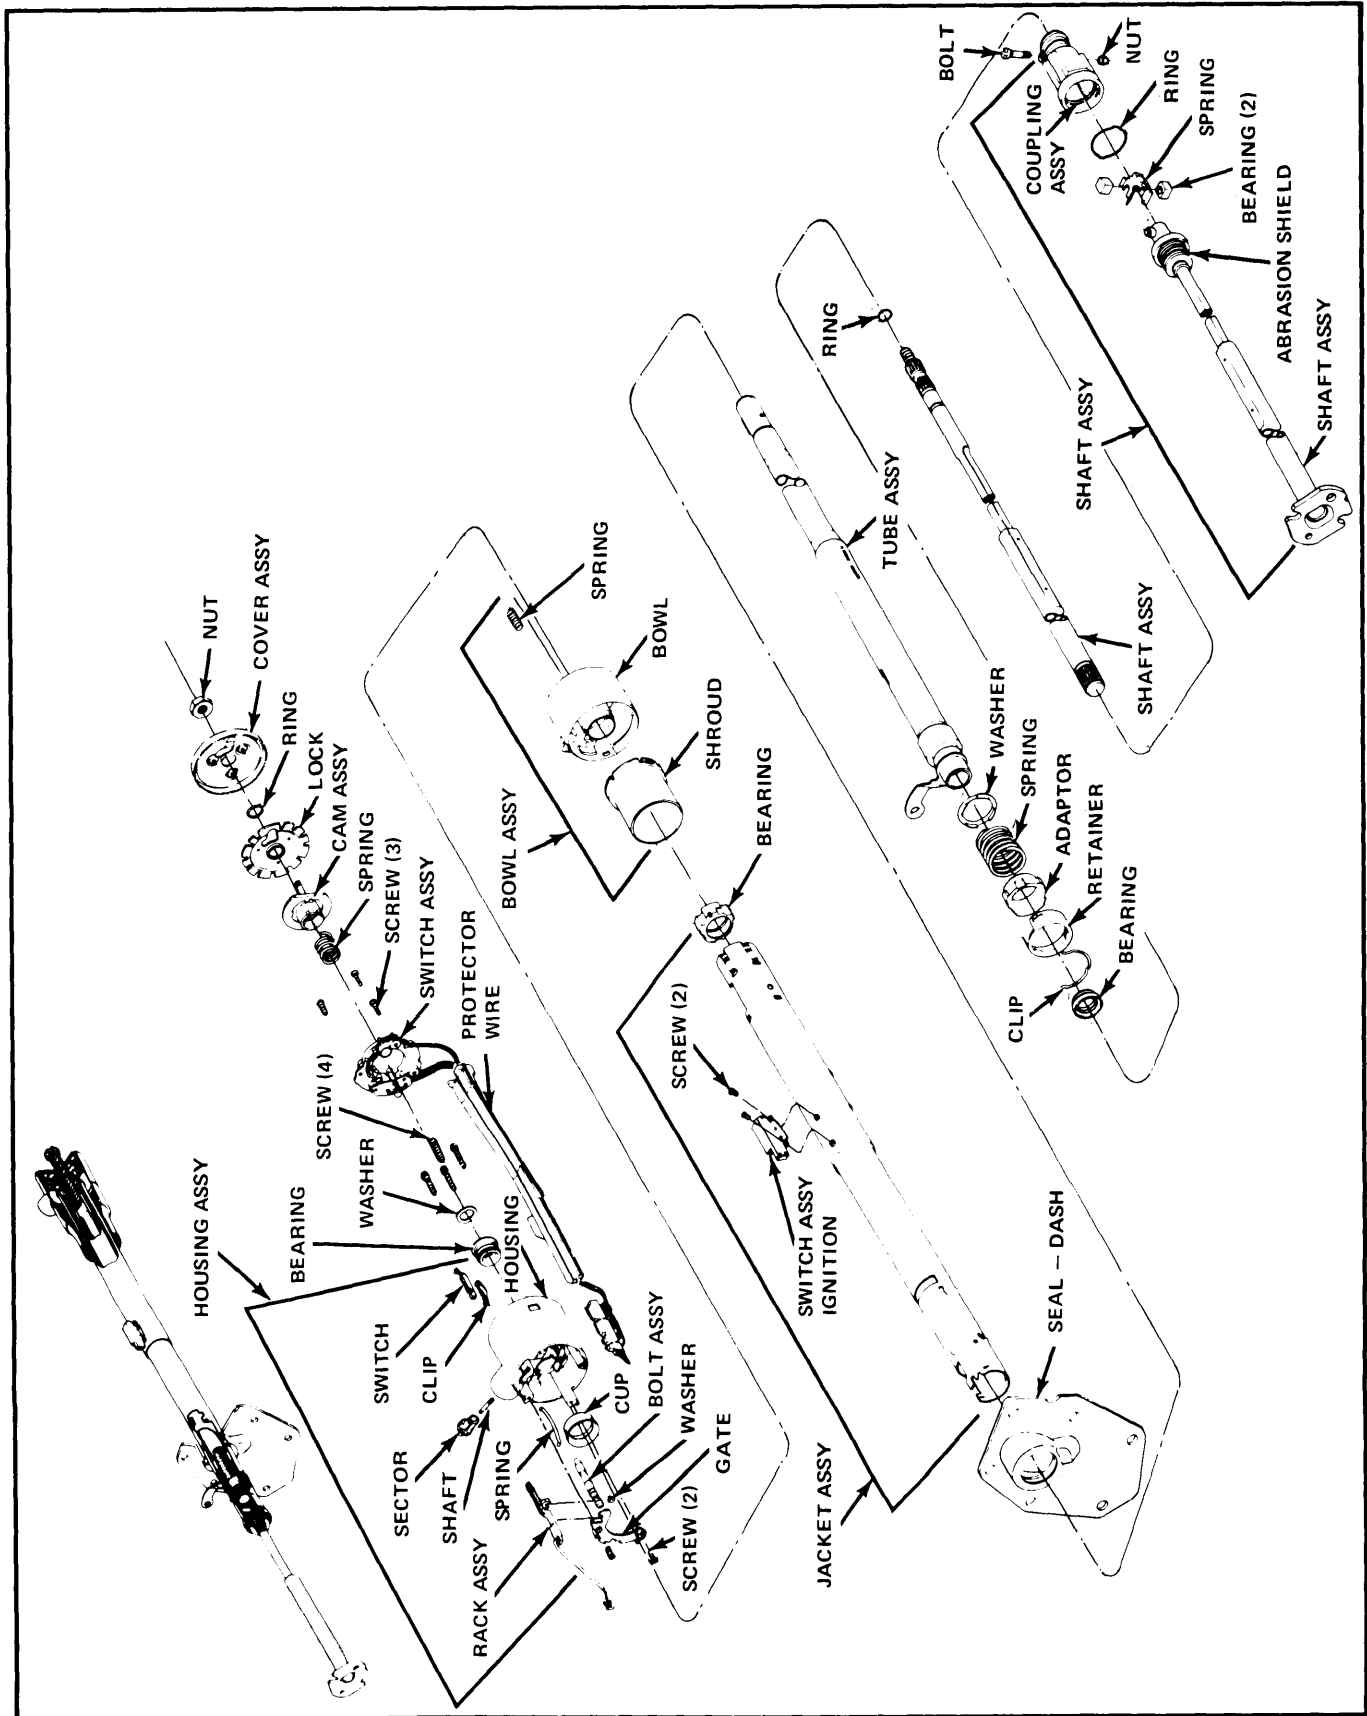 NUT
COVER ASSY
RING
LOCK
CAM ASSY
SPRING
SCREW (3)
SWITCH ASSY
PROTECTOR
WIRE
SCREW (4)
WASHER
BEARING
HOUSING ASSY
HOUSING
SWITCH
CLIP
SECTOR
SHAFT
SPRING
RACK ASSY
CUP
BOLT ASSY
WASHER
GATE
SCREW (2)
SPRING
BOWL
SHROUD
BOWL ASSY
BEARING
SCREW (2)
SWITCH ASSY
IGNITION
JACKET ASSY
SEAL – DASH
TUBE ASSY
WASHER
SPRING
ADAPTOR
RETAINER
BEARING
CLIP
RING
SHAFT ASSY
SHAFT ASSY
BOLT
NUT
COUPLING
ASSY
RING
SPRING
BEARING (2)
ABRASION SHIELD
SHAFT ASSY